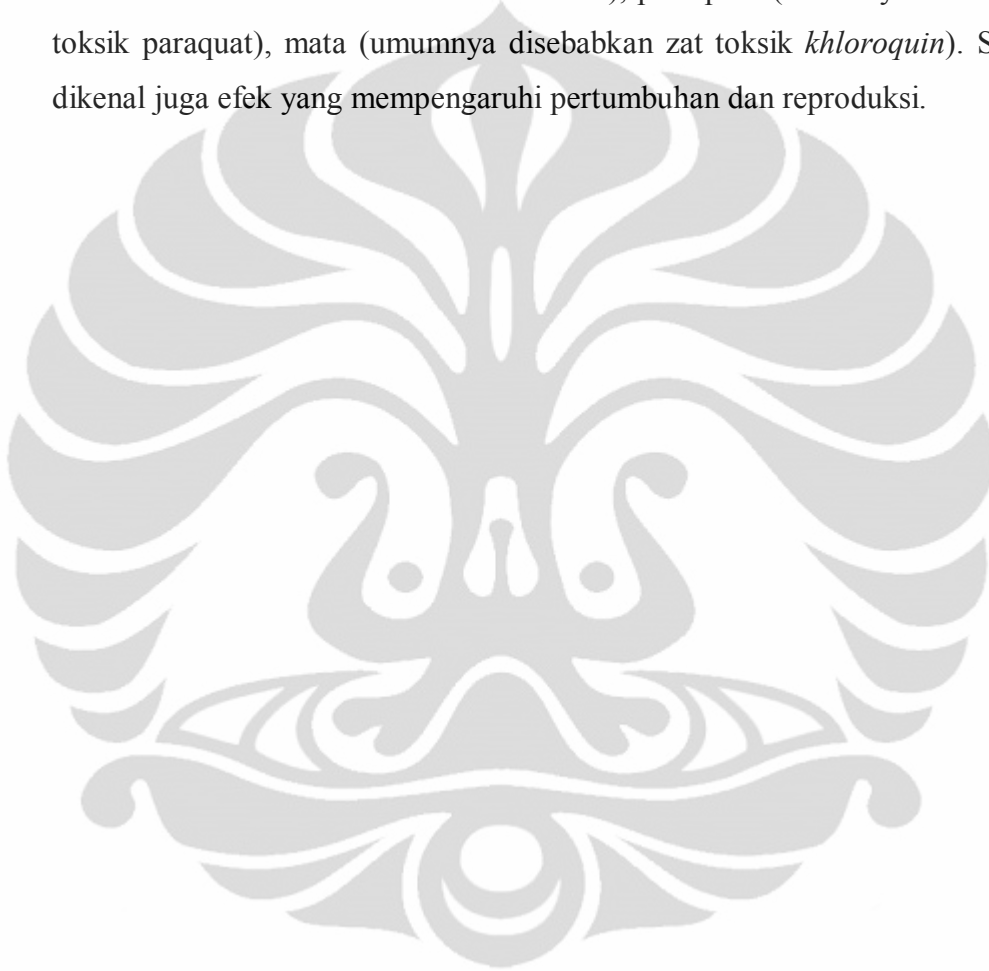 toksik paraquat), mata (umumnya disebabkan zat toksik khloroquin). S
dikenal juga efek yang mempengaruhi pertumbuhan dan reproduksi.